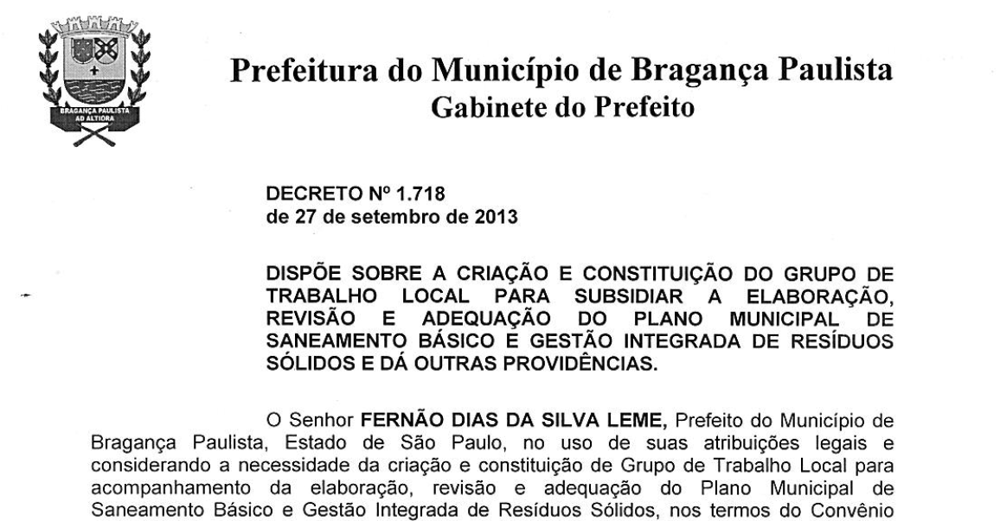 BRAGANÇA PAULISTA
AD ALTIORA
Prefeitura do Município de Bragança Paulista
Gabinete do Prefeito
DECRETO Nº 1.718
de 27 de setembro de 2013
DISPÕE SOBRE A CRIAÇÃO E CONSTITUIÇÃO DO GRUPO DE
TRABALHO LOCAL PARA SUBSIDIAR A ELABORAÇÃO,
REVISÃO E ADEQUAÇÃO DO PLANO MUNICIPAL DE
SANEAMENTO BÁSICO E GESTÃO INTEGRADA DE RESÍDUOS
SÓLIDOS E DÁ OUTRAS PROVIDÊNCIAS.
O Senhor FERNÃO DIAS DA SILVA LEME, Prefeito do Município de
Bragança Paulista, Estado de São Paulo, no uso de suas atribuições legais e
considerando a necessidade da criação e constituição de Grupo de Trabalho Local para
acompanhamento da elaboração, revisão e adequação do Plano Municipal de
Saneamento Básico e Gestão Integrada de Resíduos Sólidos, nos termos do Convênio